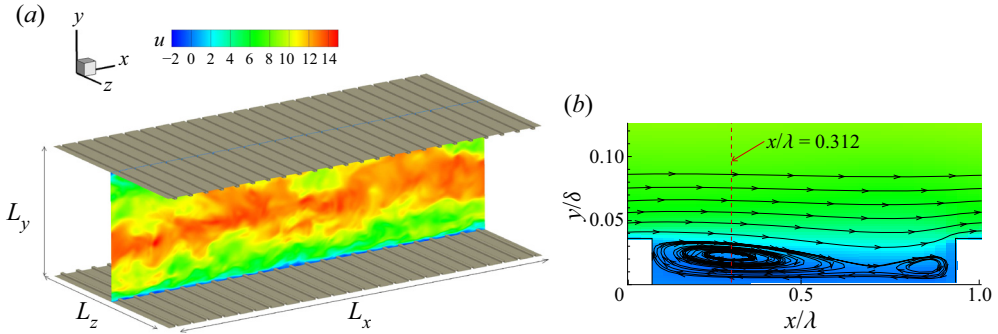 (a)
y
x
z
u
−2 0 2 4 6 8 10 12 14
L_y
L_z
L_x
(b)
x/λ = 0.312
0.10
0.05
y/δ
0 0.5 1.0
x/λ